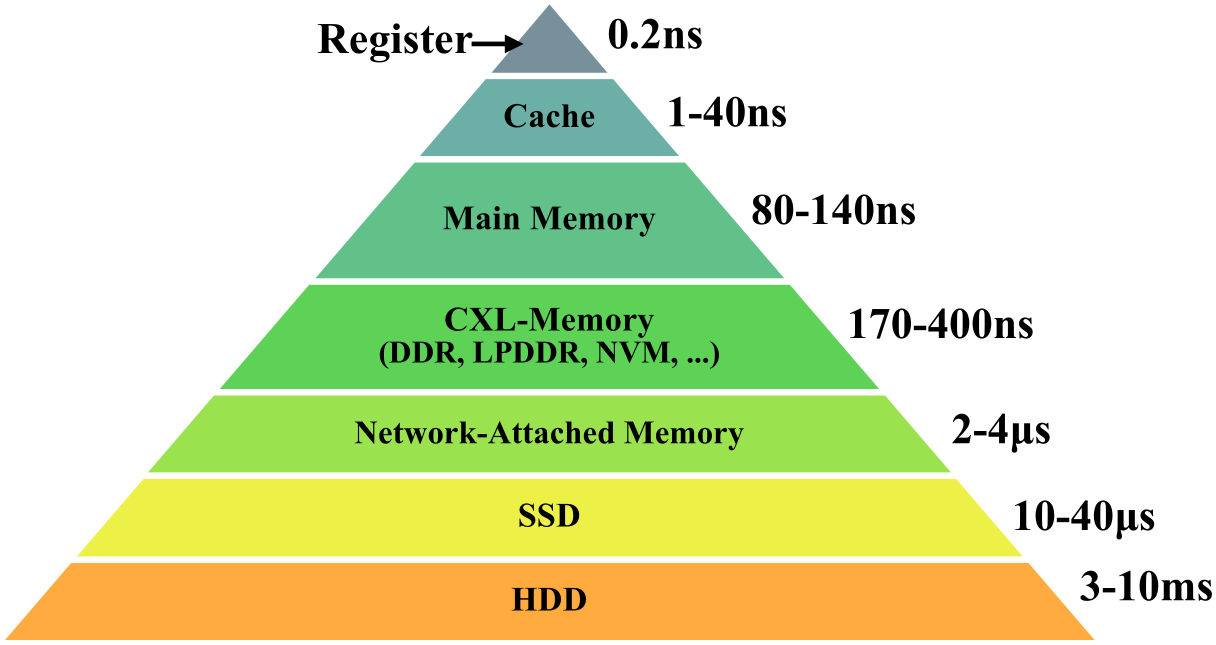 Register
0.2ns
Cache
1-40ns
Main Memory
80-140ns
CXL-Memory
(DDR, LPDDR, NVM, ...)
170-400ns
Network-Attached Memory
2-4μs
SSD
10-40μs
HDD
3-10ms